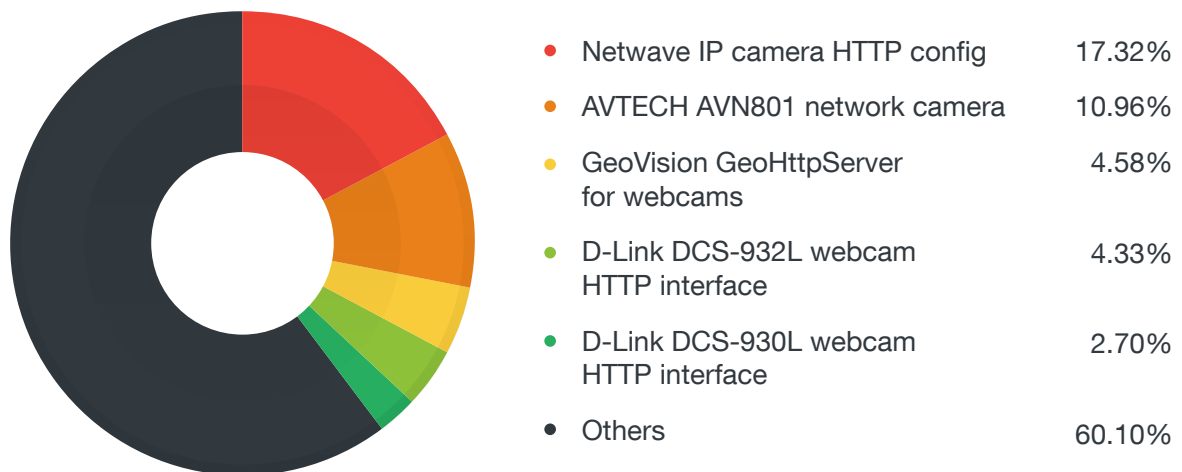 Netwave IP camera HTTP config 17.32%
AVTECH AVN801 network camera 10.96%
GeoVision GeoHttpServer 4.58%
for webcams
D-Link DCS-932L webcam 4.33%
HTTP interface
D-Link DCS-930L webcam 2.70%
HTTP interface
Others 60.10%